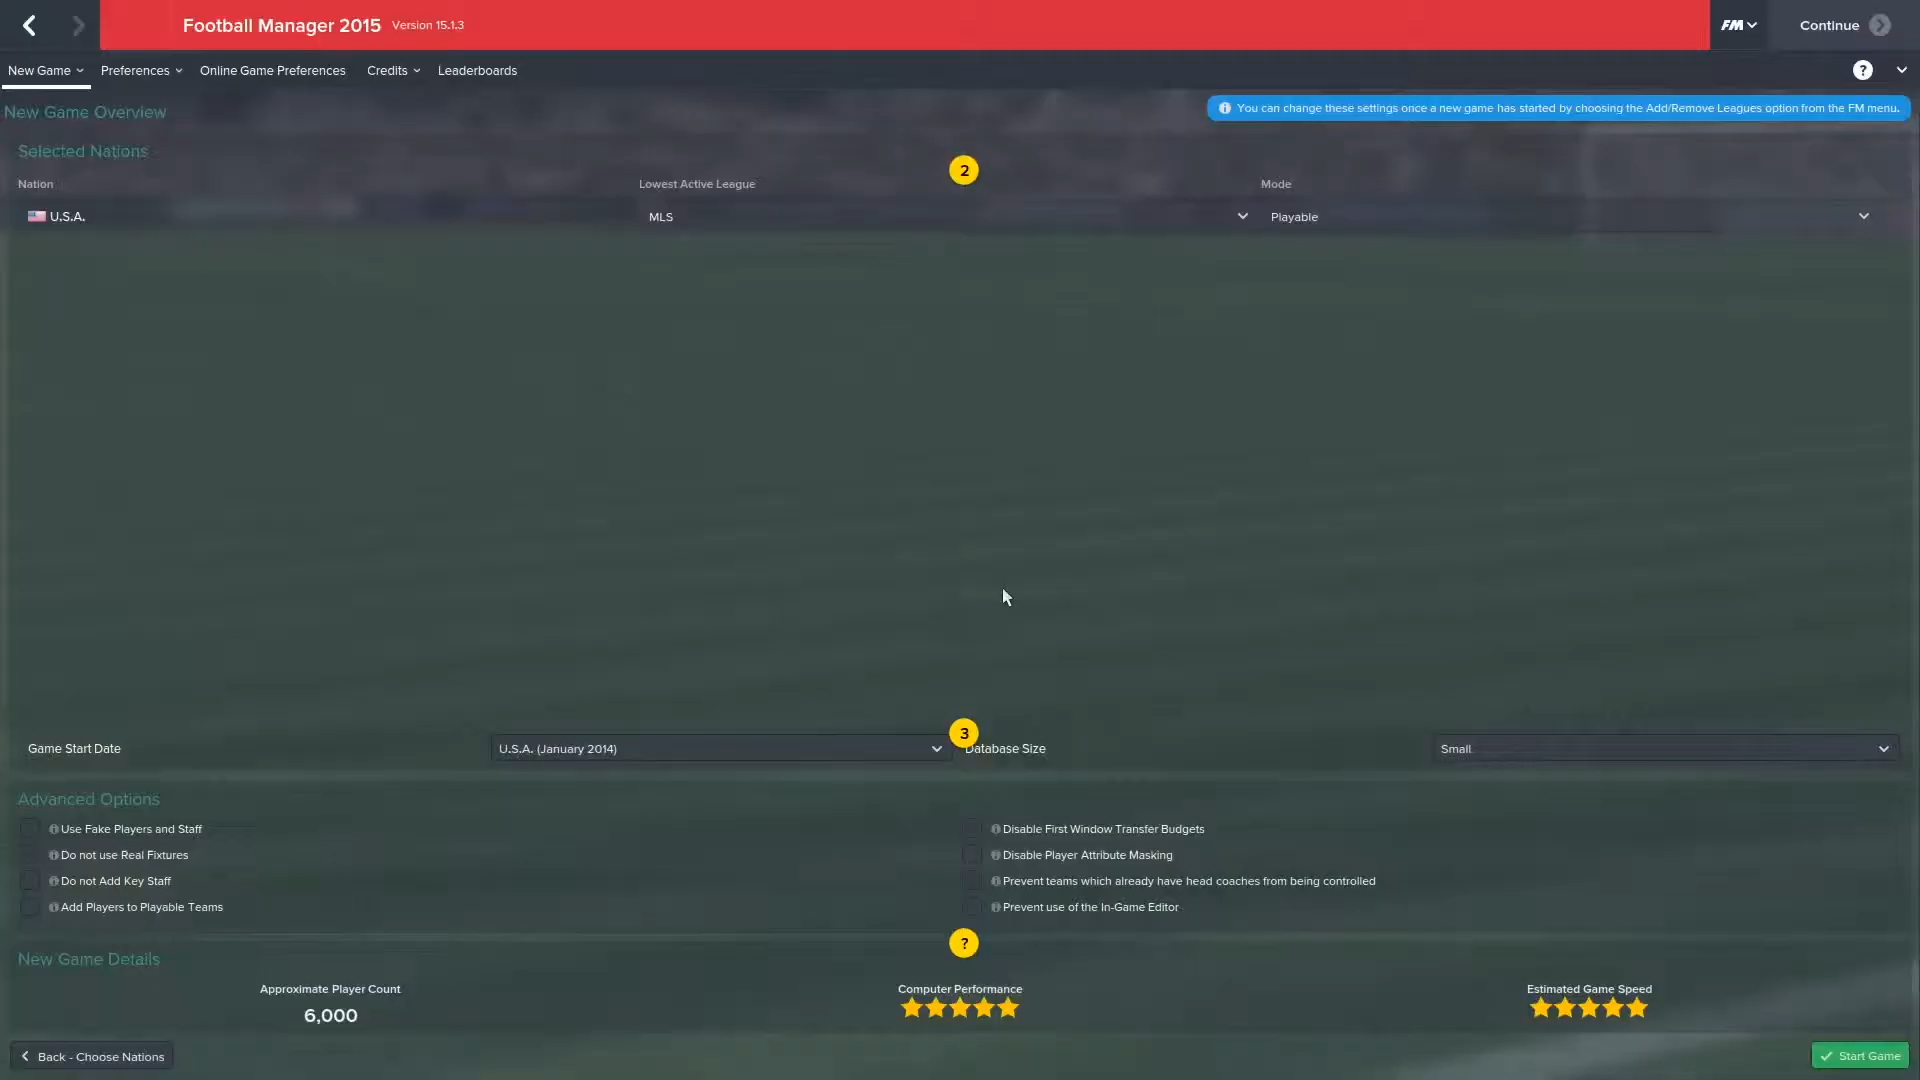 Football Manager 2015 Version 15.1.3
FM
Continue
New Game Preferences Online Game Preferences Credits Leaderboards
?
New Game Overview
You can change these settings once a new game has started by choosing the Add/Remove Leagues option from the FM menu.
Selected Nations
2
Nation Lowest Active League Mode
U.S.A. MLS Playable
3
Game Start Date U.S.A. (January 2014) Database Size Small
Advanced Options
Use Fake Players and Staff Disable First Window Transfer Budgets
Do not use Real Fixtures Disable Player Attribute Masking
Do not Add Key Staff Prevent teams which already have head coaches from being controlled
Add Players to Playable Teams Prevent use of the In-Game Editor
?
New Game Details
Approximate Player Count Computer Performance Estimated Game Speed
6,000
Back - Choose Nations Start Game